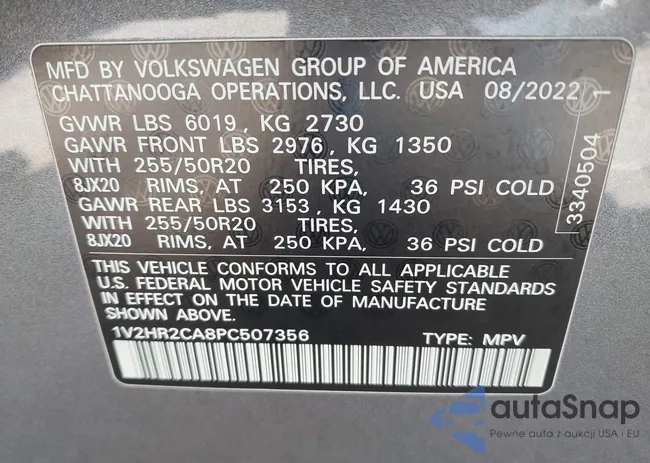 MFD BY VOLKSWAGEN GROUP OF AMERICA
CHATTANOOGA OPERATIONS, LLC. USA 08/2022
GVWR LBS 6019, KG 2730
GAWR FRONT LBS 2976, KG 1350
WITH 255/50R20 TIRES,
8JX20 RIMS, AT 250 KPA, 36 PSI COLD
GAWR REAR LBS 3153, KG 1430
WITH 255/50R20 TIRES,
8JX20 RIMS, AT 250 KPA, 36 PSI COLD
3340504
THIS VEHICLE CONFORMS TO ALL APPLICABLE
U.S. FEDERAL MOTOR VEHICLE SAFETY STANDARDS
IN EFFECT ON THE DATE OF MANUFACTURE
SHOWN ABOVE.
1V2HR2CA8PC507356 TYPE: MPV
autaSnap
Pewne auta z aukcji USA i EU